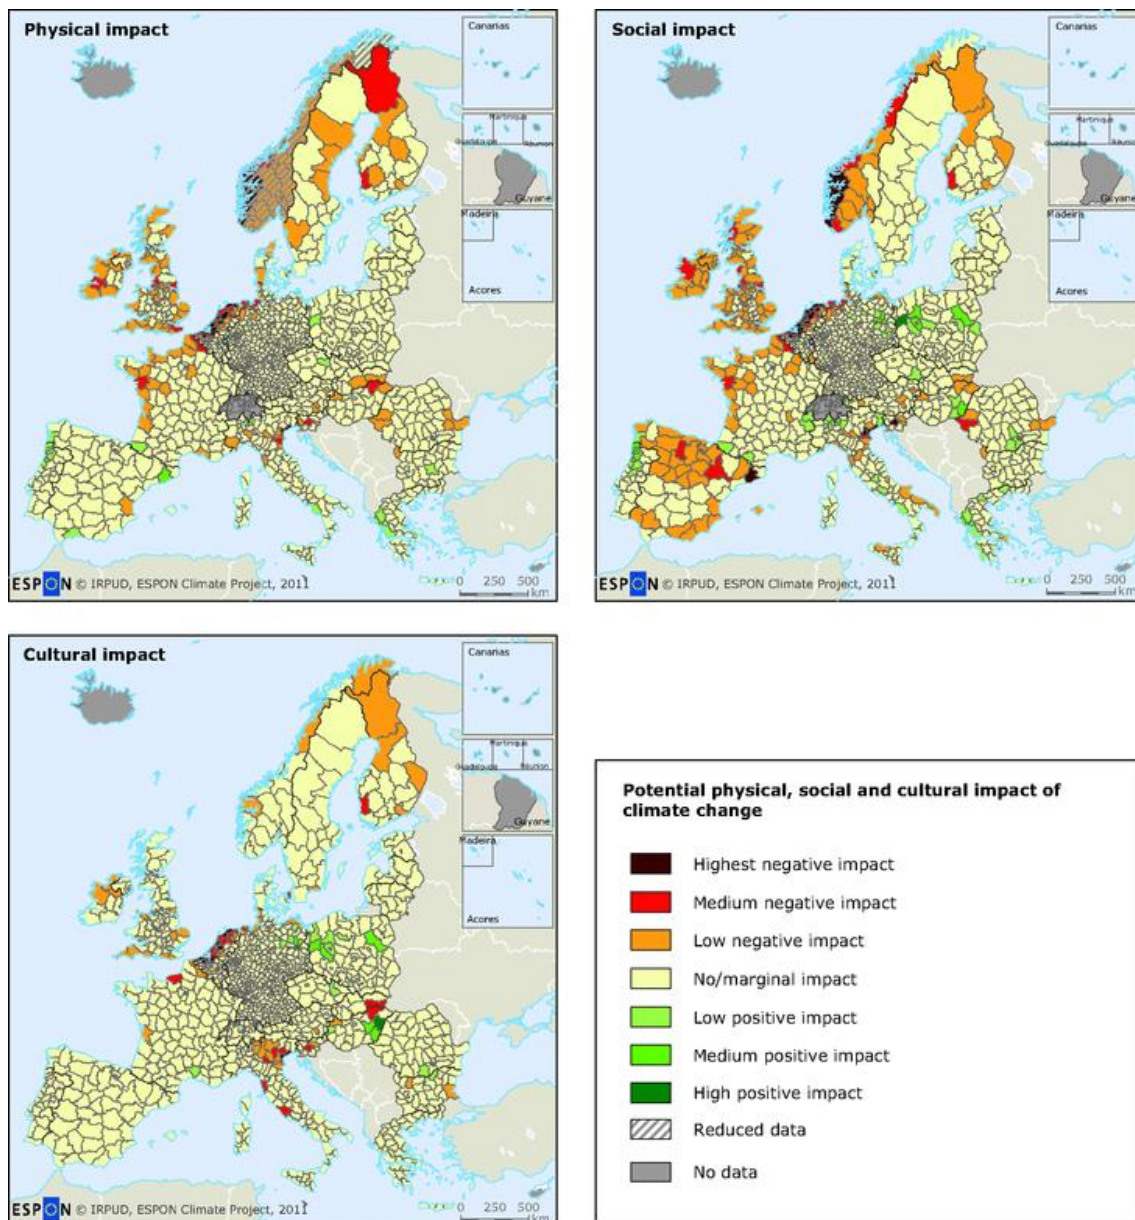 Physical impact
Canarias
Martinique
Guadaloupe
Réunion
Guyane
Madeira
Acores
ESPON © IRPUD, ESPON Climate Project, 2011
0 250 500
km
Social impact
Canarias
Martinique
Guadaloupe
Réunion
Guyane
Madeira
Acores
ESPON © IRPUD, ESPON Climate Project, 2011
0 250 500
km
Cultural impact
Canarias
Martinique
Guadaloupe
Réunion
Guyane
Madeira
Acores
ESPON © IRPUD, ESPON Climate Project, 2011
0 250 500
km
Potential physical, social and cultural impact of
climate change
Highest negative impact
Medium negative impact
Low negative impact
No/marginal impact
Low positive impact
Medium positive impact
High positive impact
Reduced data
No data